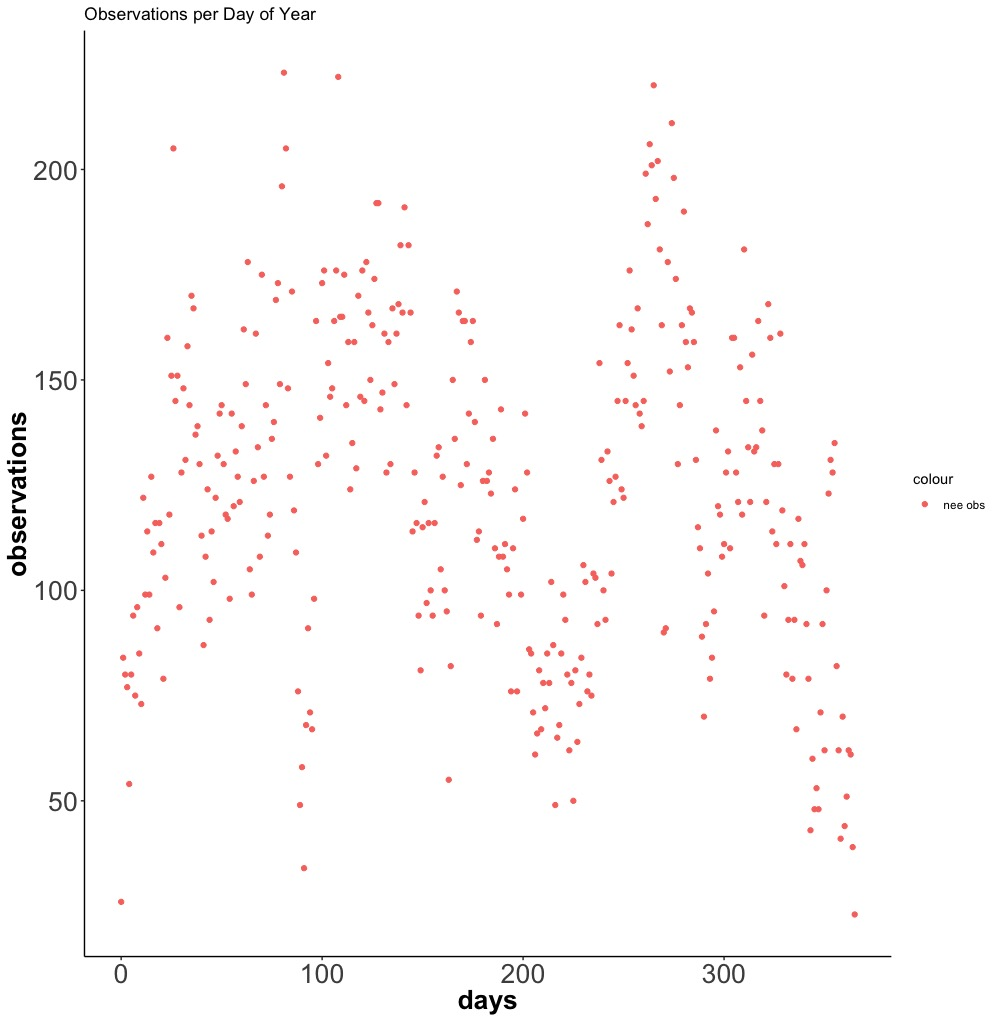 Observations per Day of Year
200
150
100
50
observations
0 100 200 300
days
colour
nee obs